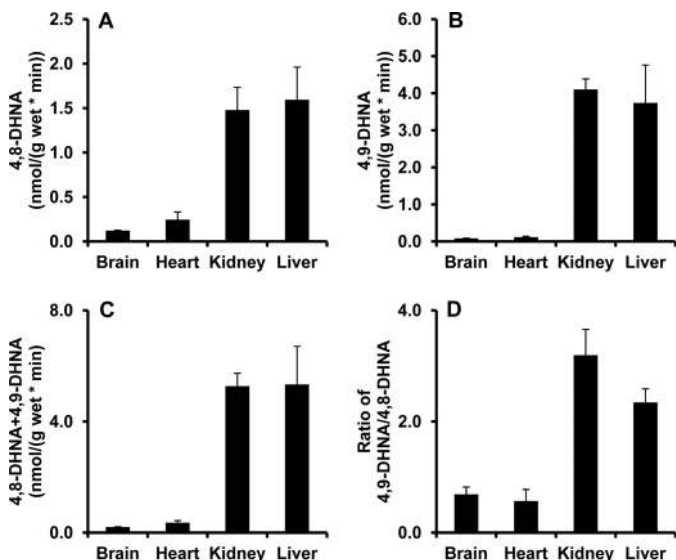 A
4,8-DHNA
(nmol/(g wet * min))
2.5
2.0
1.5
1.0
0.5
0.0
Brain Heart Kidney Liver
B
4,9-DHNA
(nmol/(g wet * min))
6.0
5.0
4.0
3.0
2.0
1.0
0.0
Brain Heart Kidney Liver
C
4,8-DHNA+4,9-DHNA
(nmol/(g wet * min)
8.0
4.0
0.0
Brain Heart Kidney Liver
D
Ratio of
4,9-DHNA/4,8-DHNA
4.0
2.0
0.0
Brain Heart Kidney Liver